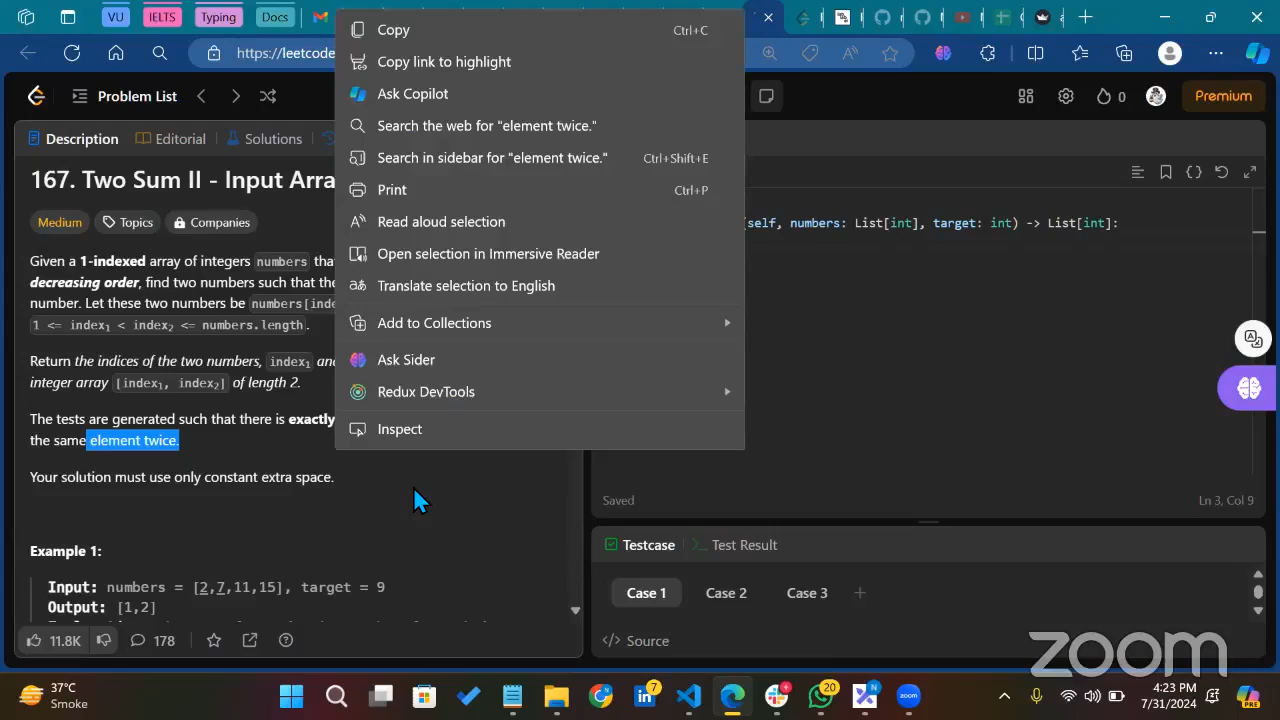 VU
IELTS
Typing
Docs
https://leetcode
Problem List
0
Premium
Description
Editorial
Solutions
167. Two Sum II - Input Arra
Medium
Topics
Companies
Given a 1-indexed array of integers numbers that
decreasing order, find two numbers such that the
number. Let these two numbers be numbers[inde
1 <= index₁ < index₂ <= numbers.length.
Return the indices of the two numbers, index₁ and
integer array [index₁, index₂] of length 2.
The tests are generated such that there is exactly
the same element twice.
Your solution must use only constant extra space.
Example 1:
Input: numbers = [2,7,11,15], target = 9
Output: [1,2]
11.8K
178
Copy
Ctrl+C
Copy link to highlight
Ask Copilot
Search the web for "element twice."
Search in sidebar for "element twice."
Ctrl+Shift+E
Print
Ctrl+P
Read aloud selection
Open selection in Immersive Reader
Translate selection to English
Add to Collections
Ask Sider
Redux DevTools
Inspect
self, numbers: List[int], target: int) -> List[int]:
Saved
Ln 3, Col 9
Testcase
Test Result
Case 1
Case 2
Case 3
Source
zoom
37°C
Smoke
7
20
zoom
4:23 PM
7/31/2024
PRE